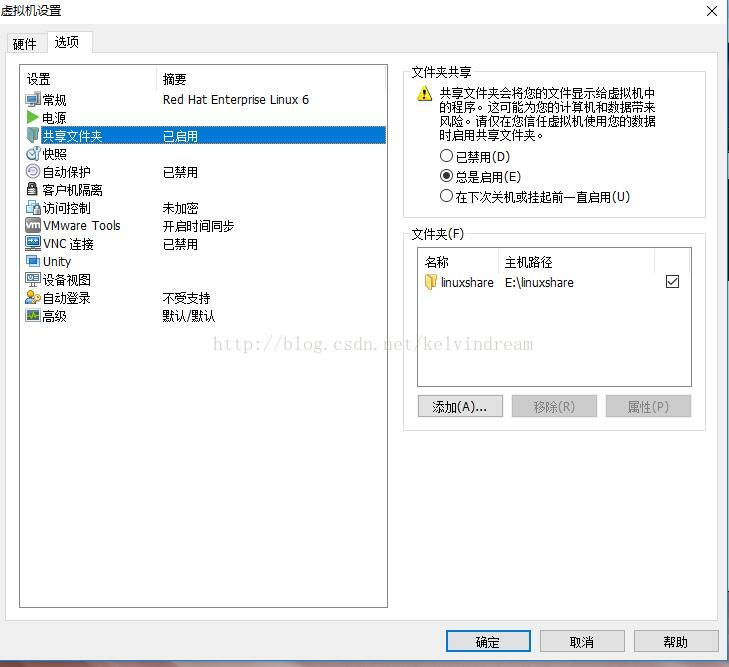 虚拟机设置
硬件 选项
设置 摘要
常规 Red Hat Enterprise Linux 6
电源
共享文件夹 已启用
快照
自动保护 已禁用
客户机隔离
访问控制 未加密
vm VMware Tools 开启时间同步
VNC 连接 已禁用
Unity
设备视图
自动登录 不受支持
高级 默认/默认
文件夹共享
共享文件夹会将您的文件显示给虚拟机中
的程序。这可能为您的计算机和数据带来
风险。请仅在您信任虚拟机使用您的数据
时启用共享文件夹。
已禁用(D)
总是启用(E)
在下次关机或挂起前一直启用(U)
文件夹(F)
名称 主机路径
linuxshare E:\linuxshare
添加(A)... 移除(R) 属性(P)
http://blog.csdn.net/kelvindream
确定 取消 帮助